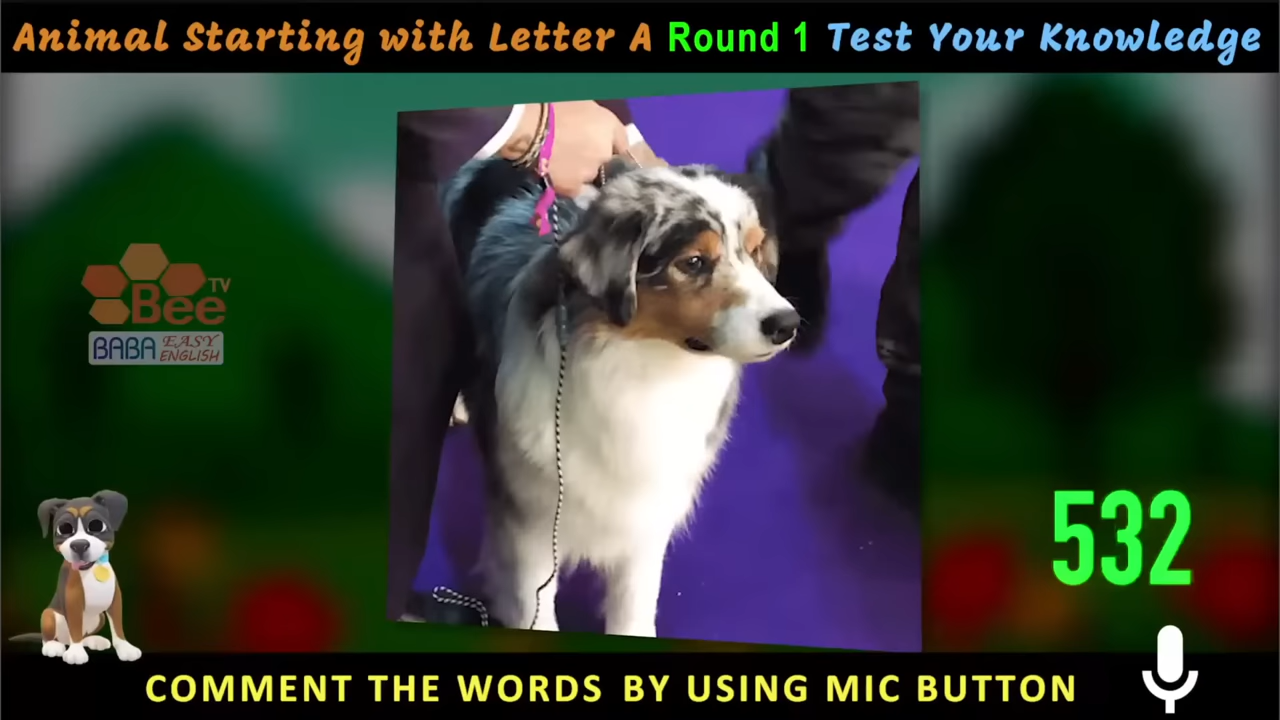 Animal Starting with Letter A Round 1 Test Your Knowledge
Bee TV
BABA EASY ENGLISH
532
COMMENT THE WORDS BY USING MIC BUTTON